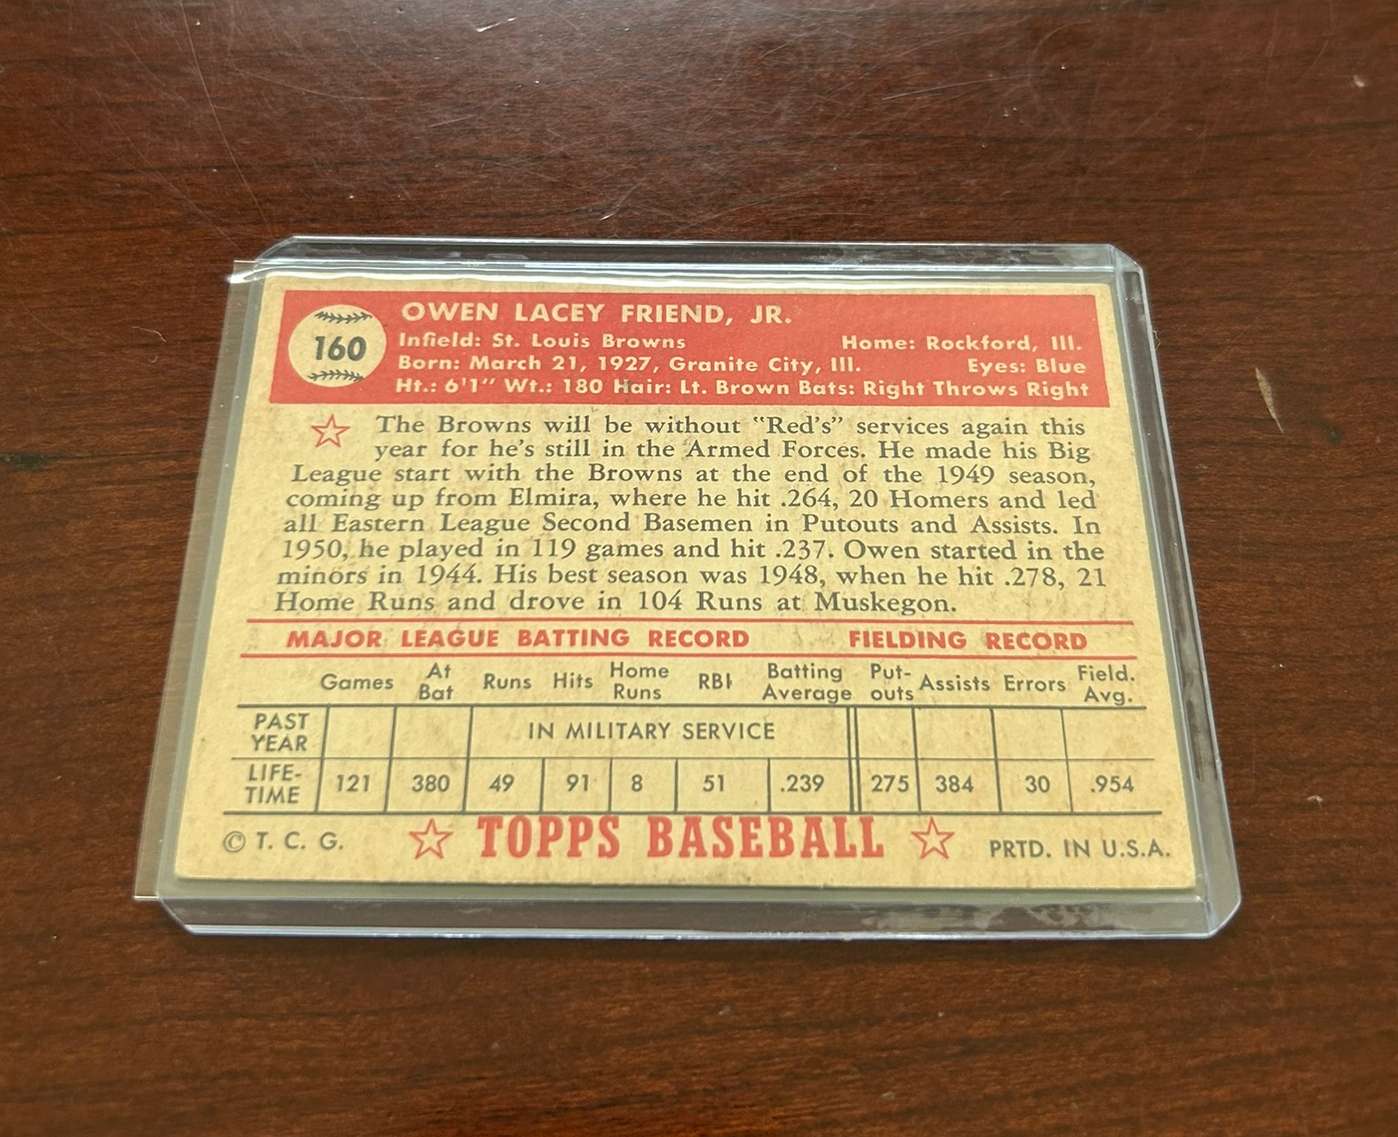 160
OWEN LACEY FRIEND, JR.
Infield: St. Louis Browns Home: Rockford, Ill.
Born: March 21, 1927, Granite City, Ill. Eyes: Blue
Ht.: 6'1" Wt.: 180 Hair: Lt. Brown Bats: Right Throws Right
The Browns will be without "Red's" services again this
year for he's still in the Armed Forces. He made his Big
League start with the Browns at the end of the 1949 season,
coming up from Elmira, where he hit .264, 20 Homers and led
all Eastern League Second Basemen in Putouts and Assists. In
1950, he played in 119 games and hit .237. Owen started in the
minors in 1944. His best season was 1948, when he hit .278, 21
Home Runs and drove in 104 Runs at Muskegon.
MAJOR LEAGUE BATTING RECORD FIELDING RECORD
Games At Bat Runs Hits Home Runs RBI Batting Average Put-outs Assists Errors Field. Avg.
PAST YEAR IN MILITARY SERVICE
LIFE-TIME 121 380 49 91 8 51 .239 275 384 30 .954
© T. C. G. TOPPS BASEBALL PRTD. IN U.S.A.